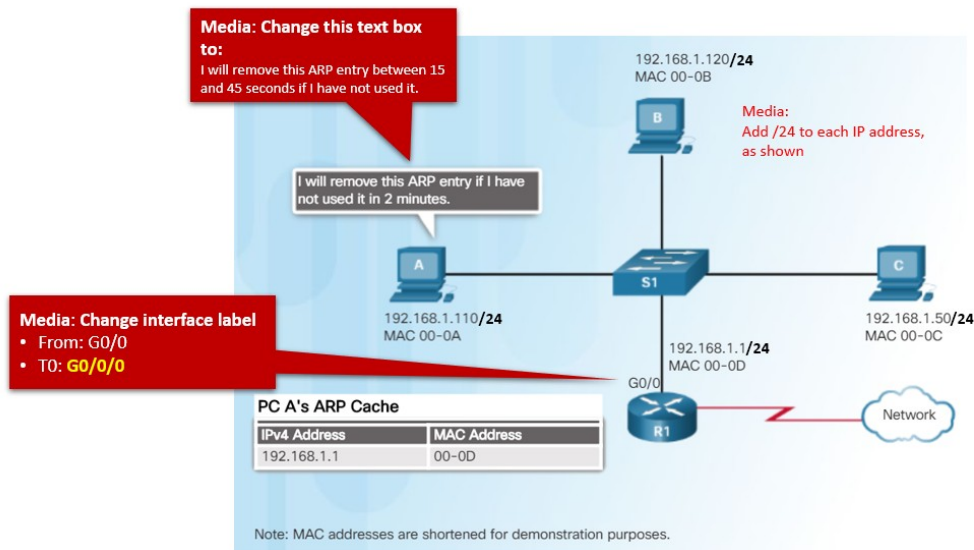 Media: Change this text box
to:
I will remove this ARP entry between 15
and 45 seconds if I have not used it.
192.168.1.120/24
MAC 00-0B
B
Media:
Add /24 to each IP address,
as shown
I will remove this ARP entry if I have
not used it in 2 minutes.
A
S1
C
192.168.1.110/24
MAC 00-0A
192.168.1.50/24
MAC 00-0C
Media: Change interface label
• From: G0/0
• T0: G0/0/0
192.168.1.1/24
MAC 00-0D
G0/0
R1
Network
PC A's ARP Cache
IPv4 Address MAC Address
192.168.1.1 00-0D
Note: MAC addresses are shortened for demonstration purposes.